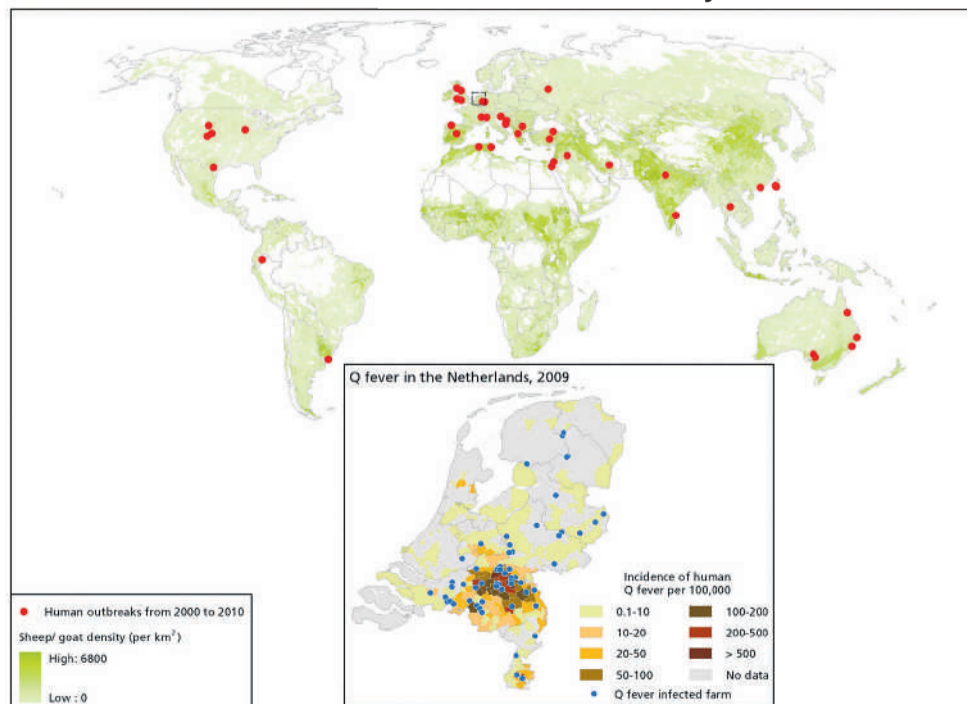 Q fever in the Netherlands, 2009
Incidence of human
Q fever per 100,000
0.1-10
10-20
20-50
50-100
100-200
200-500
> 500
No data
Q fever infected farm
Human outbreaks from 2000 to 2010
Sheep/ goat density (per km²)
High: 6800
Low : 0